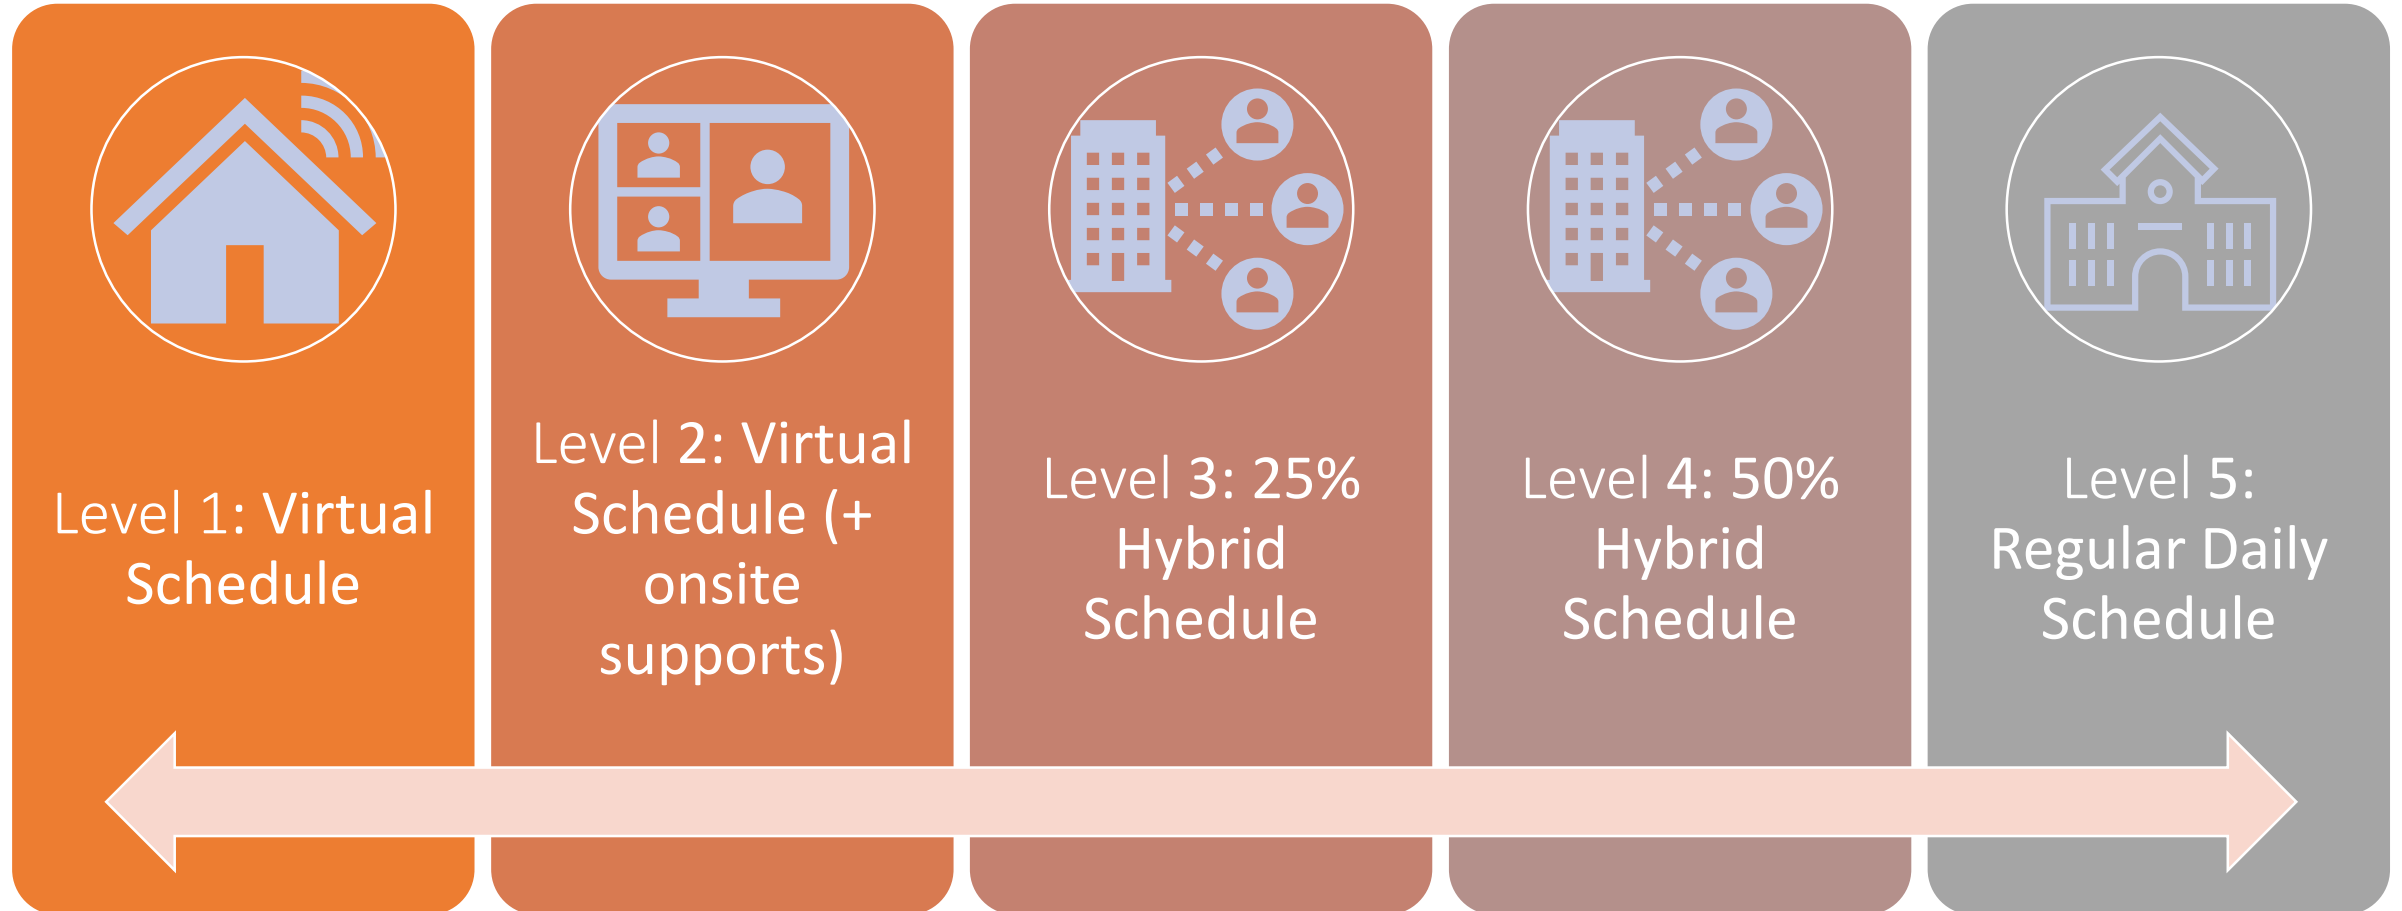 Level 1: Virtual
Schedule
Level 2: Virtual
Schedule (+
onsite
supports)
Level 3: 25%
Hybrid
Schedule
Level 4: 50%
Hybrid
Schedule
Level 5:
Regular Daily
Schedule